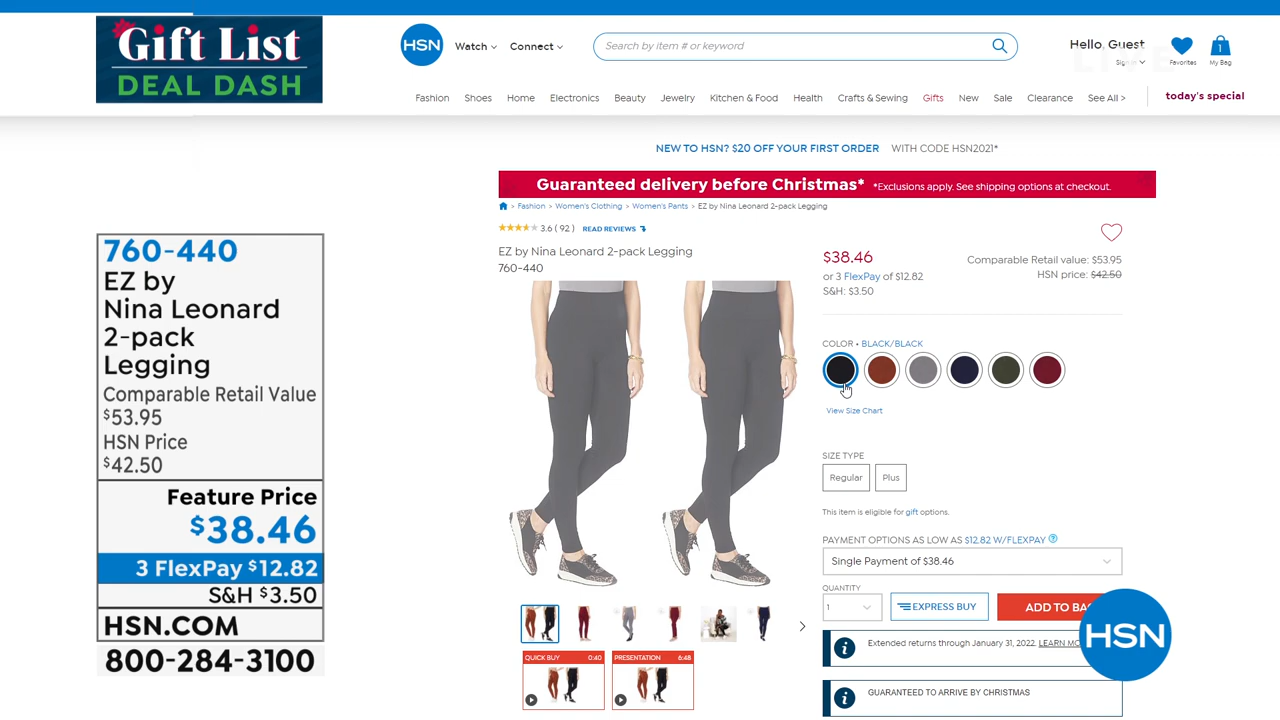 Gift List
DEAL DASH
760-440
EZ by
Nina Leonard
2-pack
Legging
Comparable Retail Value
$53.95
HSN Price
$42.50
Feature Price
$38.46
3 FlexPay $12.82
S&H $3.50
HSN.COM
800-284-3100
HSN
Watch
Connect
Search by item # or keyword
Hello, Guest
Sign In
Favorites
1
My Bag
Fashion Shoes Home Electronics Beauty Jewelry Kitchen & Food Health Crafts & Sewing Gifts New Sale Clearance See All > today's special
NEW TO HSN? $20 OFF YOUR FIRST ORDER WITH CODE HSN2021*
Guaranteed delivery before Christmas* *Exclusions apply. See shipping options at checkout.
> Fashion > Women's Clothing > Women's Pants > EZ by Nina Leonard 2-pack Legging
3.6 ( 92 ) READ REVIEWS
EZ by Nina Leonard 2-pack Legging
760-440
$38.46
or 3 FlexPay of $12.82
S&H: $3.50
Comparable Retail value: $53.95
HSN price: $42.50
COLOR • BLACK/BLACK
View Size Chart
SIZE TYPE
Regular Plus
This item is eligible for gift options.
PAYMENT OPTIONS AS LOW AS $12.82 W/FLEXPAY ?
Single Payment of $38.46
QUANTITY
1
EXPRESS BUY
ADD TO BA
QUICK BUY 0:40
PRESENTATION 6:48
i Extended returns through January 31, 2022. LEARN MO
i GUARANTEED TO ARRIVE BY CHRISTMAS
HSN